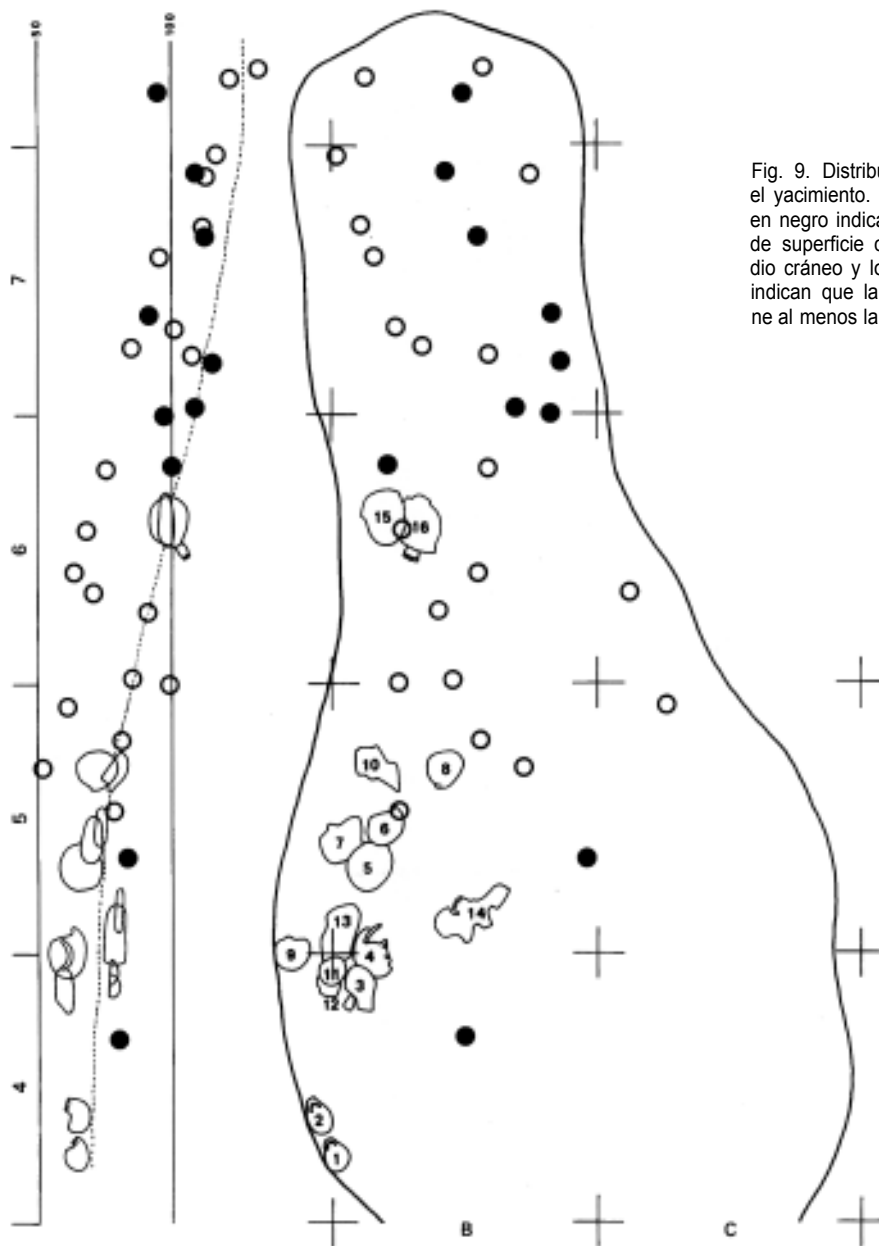 50
100
Fig. 9. Distribu
el yacimiento.
en negro indica
de superficie c
dio cráneo y lo
indican que la
ne al menos la
7
15
16
6
10
8
6
7
5
5
14
13
9
4
11
3
12
4
2
1
B
C